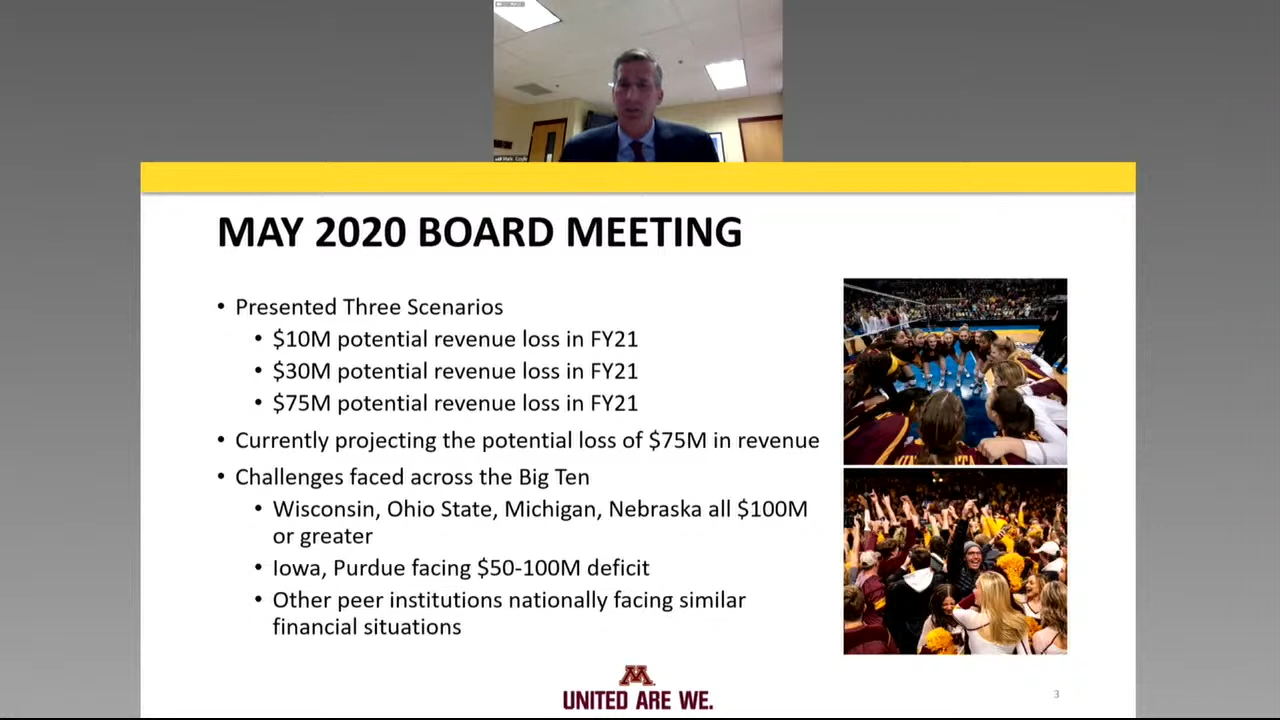 Mark Coyle
MAY 2020 BOARD MEETING
• Presented Three Scenarios
• $10M potential revenue loss in FY21
• $30M potential revenue loss in FY21
• $75M potential revenue loss in FY21
• Currently projecting the potential loss of $75M in revenue
• Challenges faced across the Big Ten
• Wisconsin, Ohio State, Michigan, Nebraska all $100M
or greater
• Iowa, Purdue facing $50-100M deficit
• Other peer institutions nationally facing similar
financial situations
M
UNITED ARE WE.
3